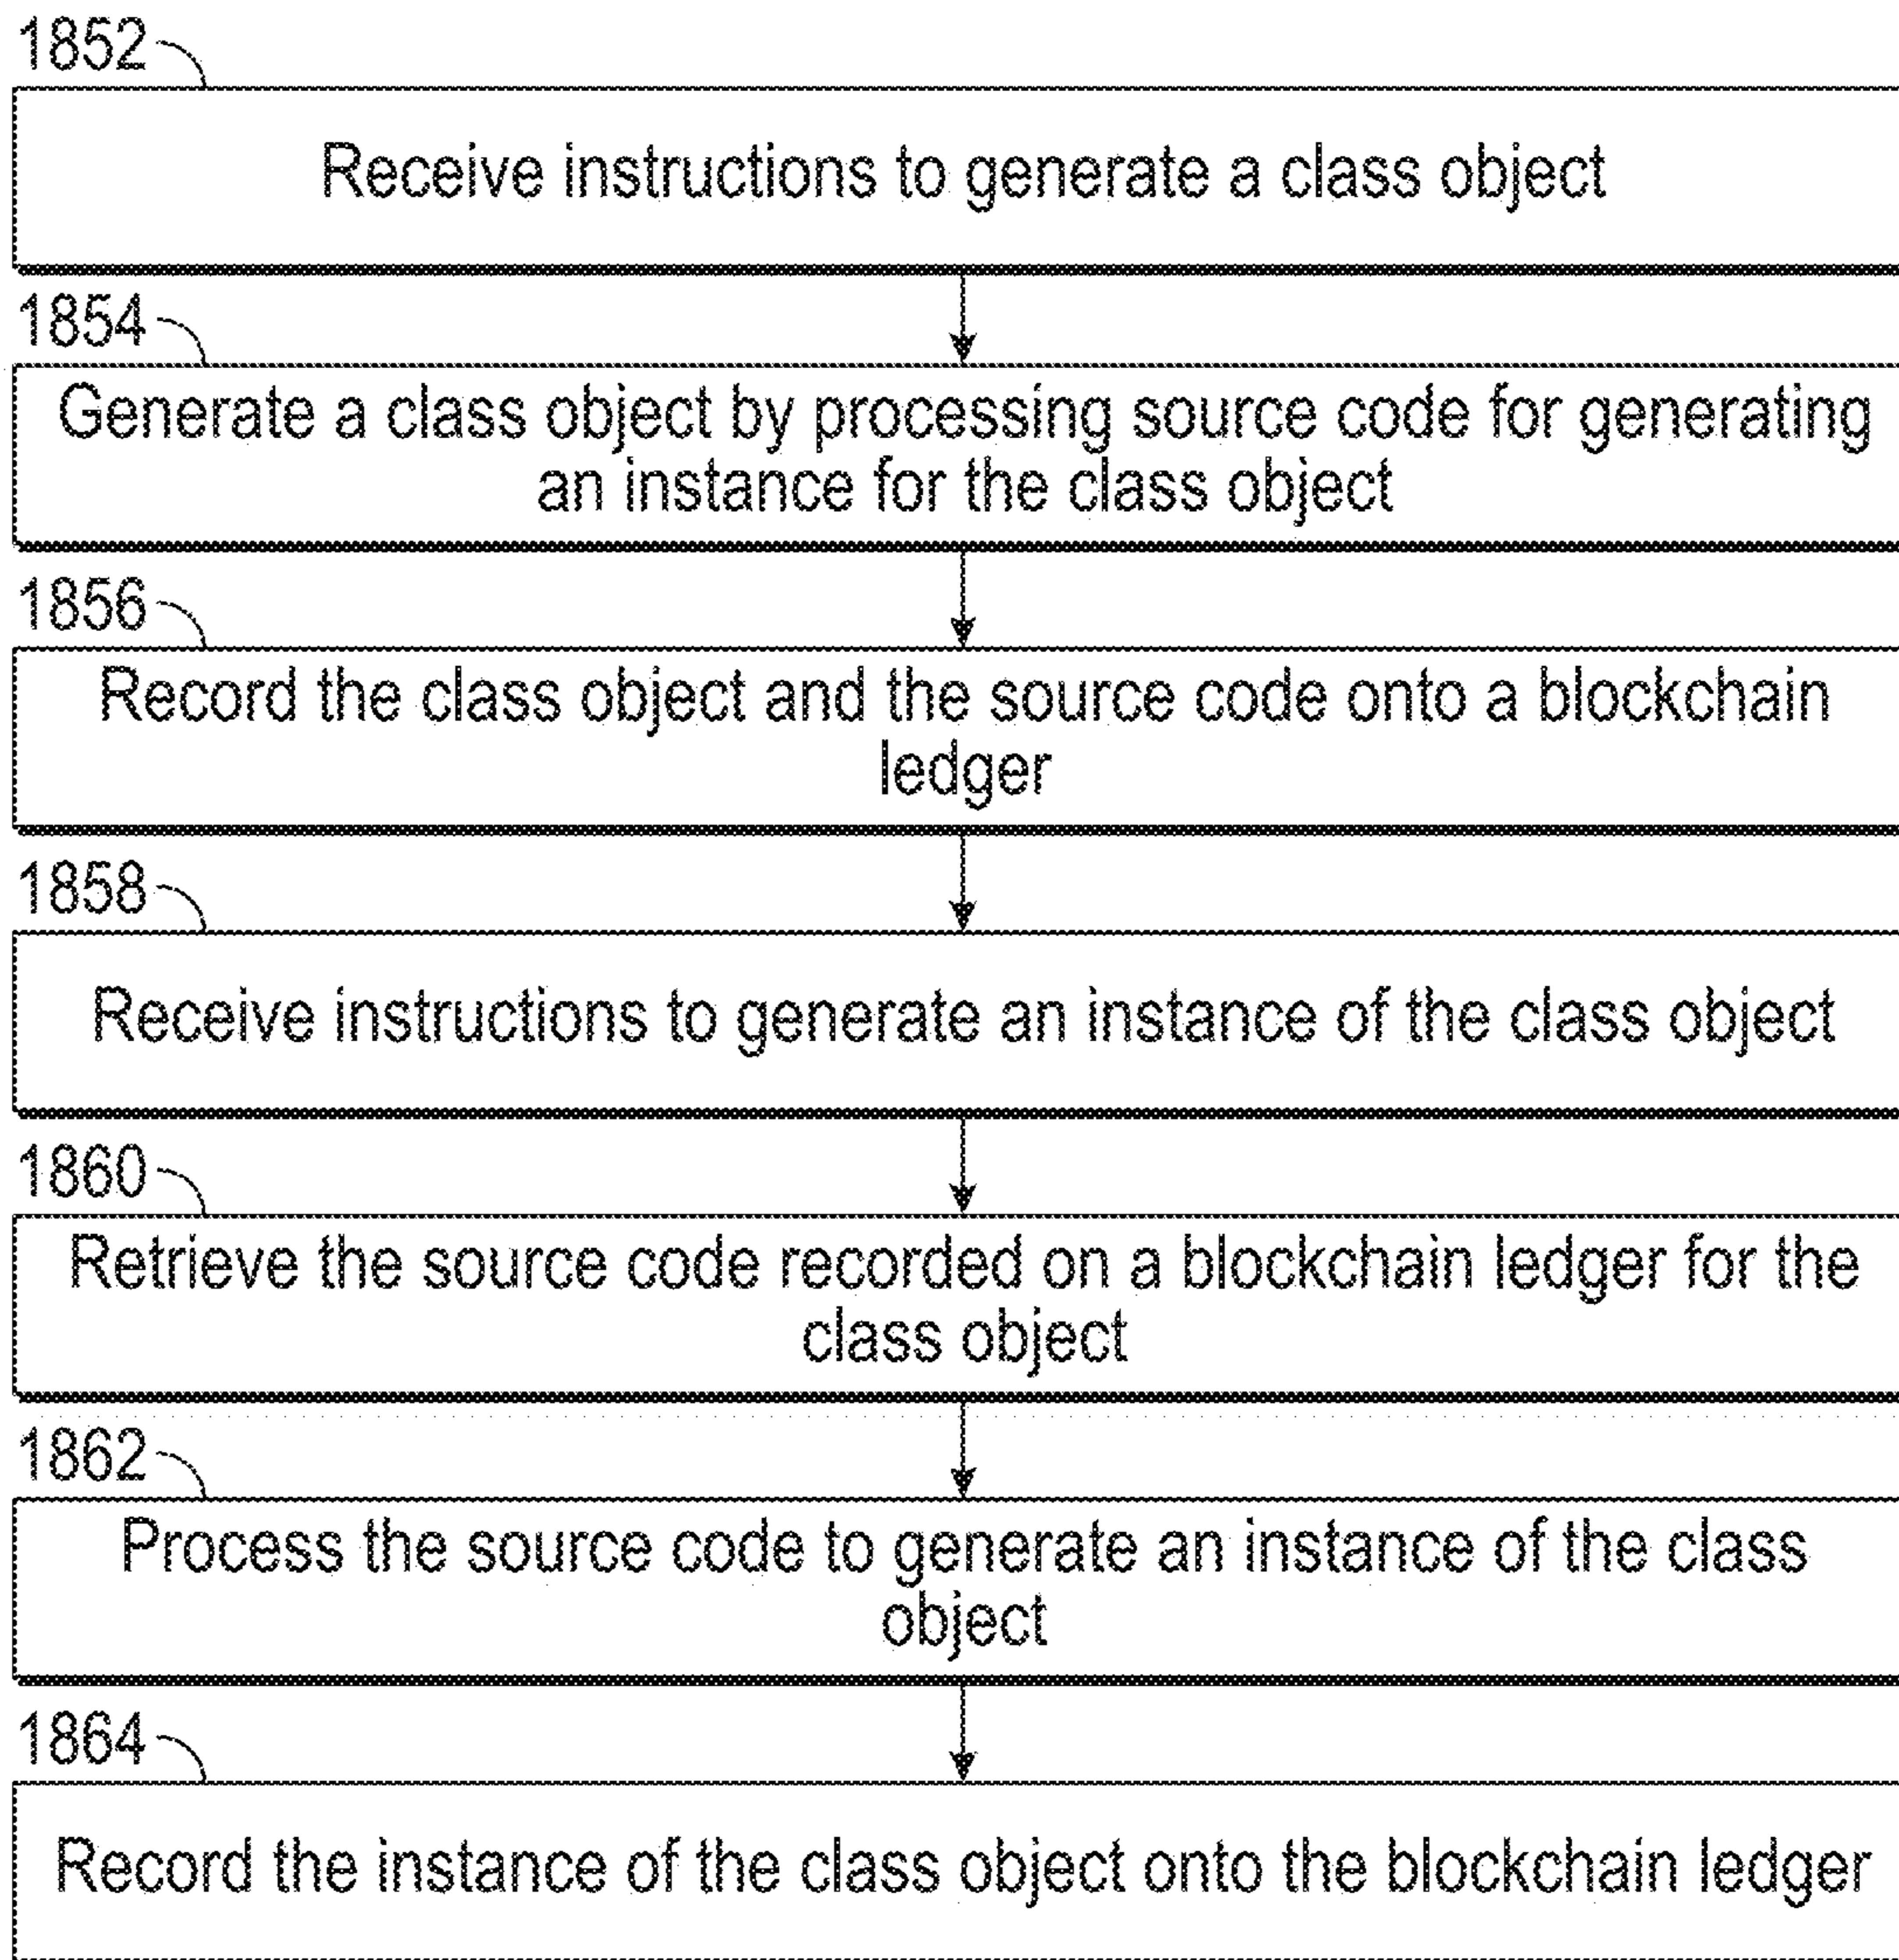 1852
Receive instructions to generate a class object
1854
Generate a class object by processing source code for generating
an instance for the class object
1856
Record the class object and the source code onto a blockchain
ledger
1858
Receive instructions to generate an instance of the class object
1860
Retrieve the source code recorded on a blockchain ledger for the
class object
1862
Process the source code to generate an instance of the class
object
1864
Record the instance of the class object onto the blockchain ledger